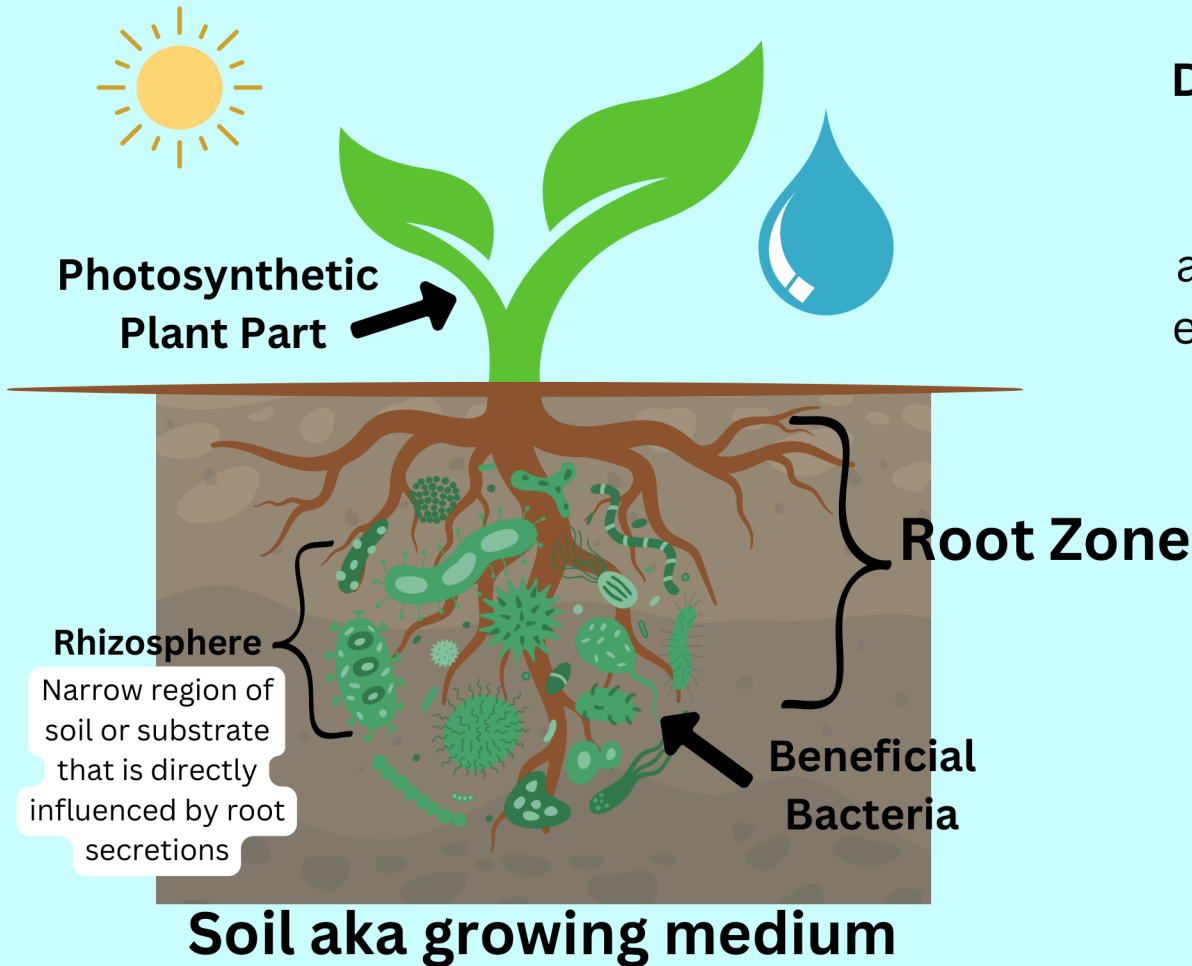 Photosynthetic
Plant Part
Root Zone
Rhizosphere
Narrow region of
soil or substrate
that is directly
influenced by root
secretions
Beneficial
Bacteria
Soil aka growing medium